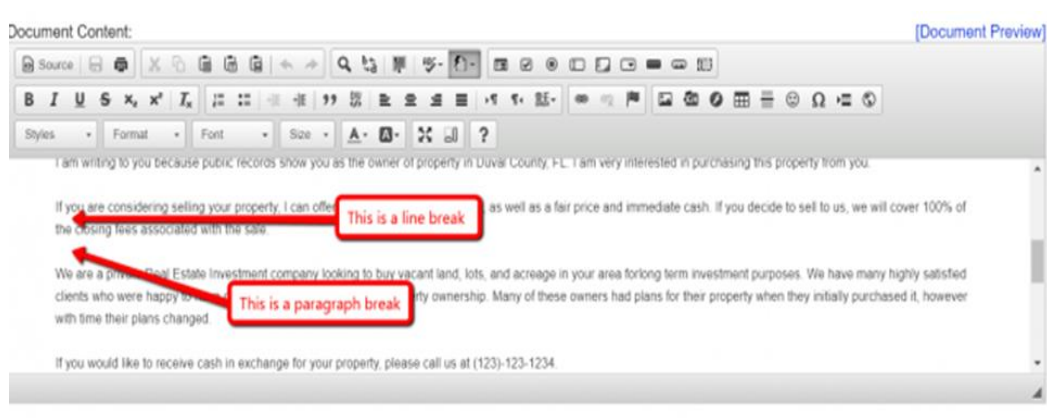 Document Content: [Document Preview]
Source
B I U S x₂ x² Tx
Styles Format Font Size A A ?
I am writing to you because public records show you as the owner of property in Duval County, FL. I am very interested in purchasing this property from you.
If you are considering selling your property, I can offer , as well as a fair price and immediate cash. If you decide to sell to us, we will cover 100% of
This is a line break
the closing fees associated with the sale.
We are a private Real Estate Investment company looking to buy vacant land, lots, and acreage in your area forlong term investment purposes. We have many highly satisfied
clients who were happy to ownership. Many of these owners had plans for their property when they initially purchased it, however
This is a paragraph break
with time their plans changed.
If you would like to receive cash in exchange for your property, please call us at (123)-123-1234.